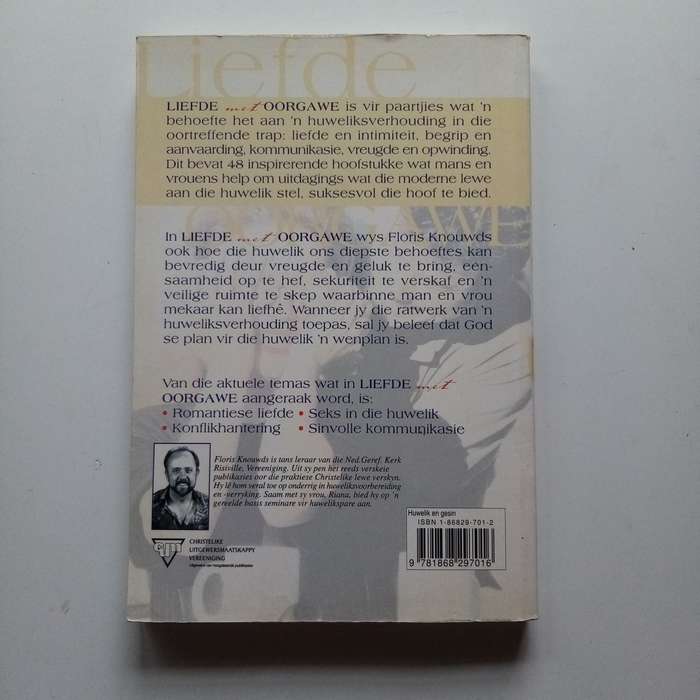 Liefde
LIEFDE met OORGAWE is vir paartjies wat 'n
behoefte het aan 'n huweliksverhouding in die
oortreffende trap: liefde en intimiteit, begrip en
aanvaarding, kommunikasie, vreugde en opwinding.
Dit bevat 48 inspirerende hoofstukke wat mans en
vrouens help om uitdagings wat die moderne lewe
aan die huwelik stel, suksesvol die hoof te bied.
OORGAWE
In LIEFDE met OORGAWE wys Floris Knouwds
ook hoe die huwelik ons diepste behoeftes kan
bevredig deur vreugde en geluk te bring, een-
saamheid op te hef, sekuriteit te verskaf en 'n
veilige ruimte te skep waarbinne man en vrou
mekaar kan liefhê. Wanneer jy die ratwerk van 'n
huweliksverhouding toepas, sal jy beleef dat God
se plan vir die huwelik 'n wenplan is.
Van die aktuele temas wat in LIEFDE met
OORGAWE aangeraak word, is:
• Romantiese liefde • Seks in die huwelik
• Konflikhantering • Sinvolle kommunikasie
Floris Knouwds is tans leraar van die Ned.Geref. Kerk
Risiville, Vereeniging. Uit sy pen het reeds verskeie
publikasies oor die praktiese Christelike lewe verskyn.
Hy lê hom veral toe op onderrig in huweliksvoorbereiding
en -verryking. Saam met sy vrou, Riana, bied hy op 'n
gereelde basis seminare vir huwelikspare aan.
CHRISTELIKE
UITGEWERSMAATSKAPPY
VEREENIGING
Huwelik en gesin
ISBN 1-86829-701-2
9 781868 297016